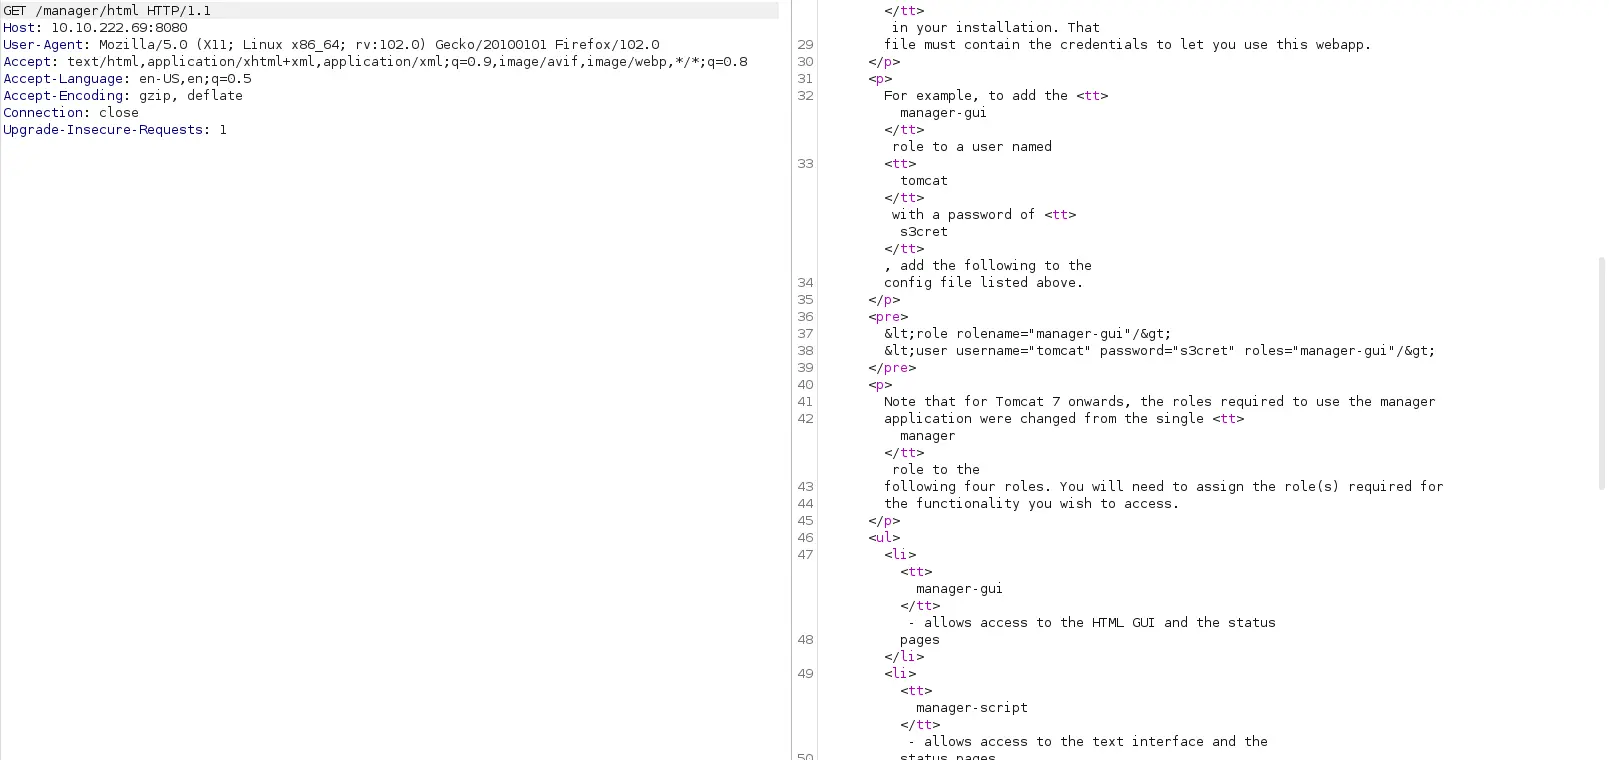 GET /manager/html HTTP/1.1
Host: 10.10.222.69:8080
User-Agent: Mozilla/5.0 (X11; Linux x86_64; rv:102.0) Gecko/20100101 Firefox/102.0
Accept: text/html,application/xhtml+xml,application/xml;q=0.9,image/avif,image/webp,*/*;q=0.8
Accept-Language: en-US,en;q=0.5
Accept-Encoding: gzip, deflate
Connection: close
Upgrade-Insecure-Requests: 1
</tt>
in your installation. That
29 file must contain the credentials to let you use this webapp.
30 </p>
31 <p>
32 For example, to add the <tt>
manager-gui
</tt>
role to a user named
33 <tt>
tomcat
</tt>
with a password of <tt>
s3cret
</tt>
, add the following to the
34 config file listed above.
35 </p>
36 <pre>
37 &lt;role rolename="manager-gui"/&gt;
38 &lt;user username="tomcat" password="s3cret" roles="manager-gui"/&gt;
39 </pre>
40 <p>
41 Note that for Tomcat 7 onwards, the roles required to use the manager
42 application were changed from the single <tt>
manager
</tt>
role to the
43 following four roles. You will need to assign the role(s) required for
44 the functionality you wish to access.
45 </p>
46 <ul>
47 <li>
<tt>
manager-gui
</tt>
- allows access to the HTML GUI and the status
48 pages
</li>
49 <li>
<tt>
manager-script
</tt>
- allows access to the text interface and the
50 status pages